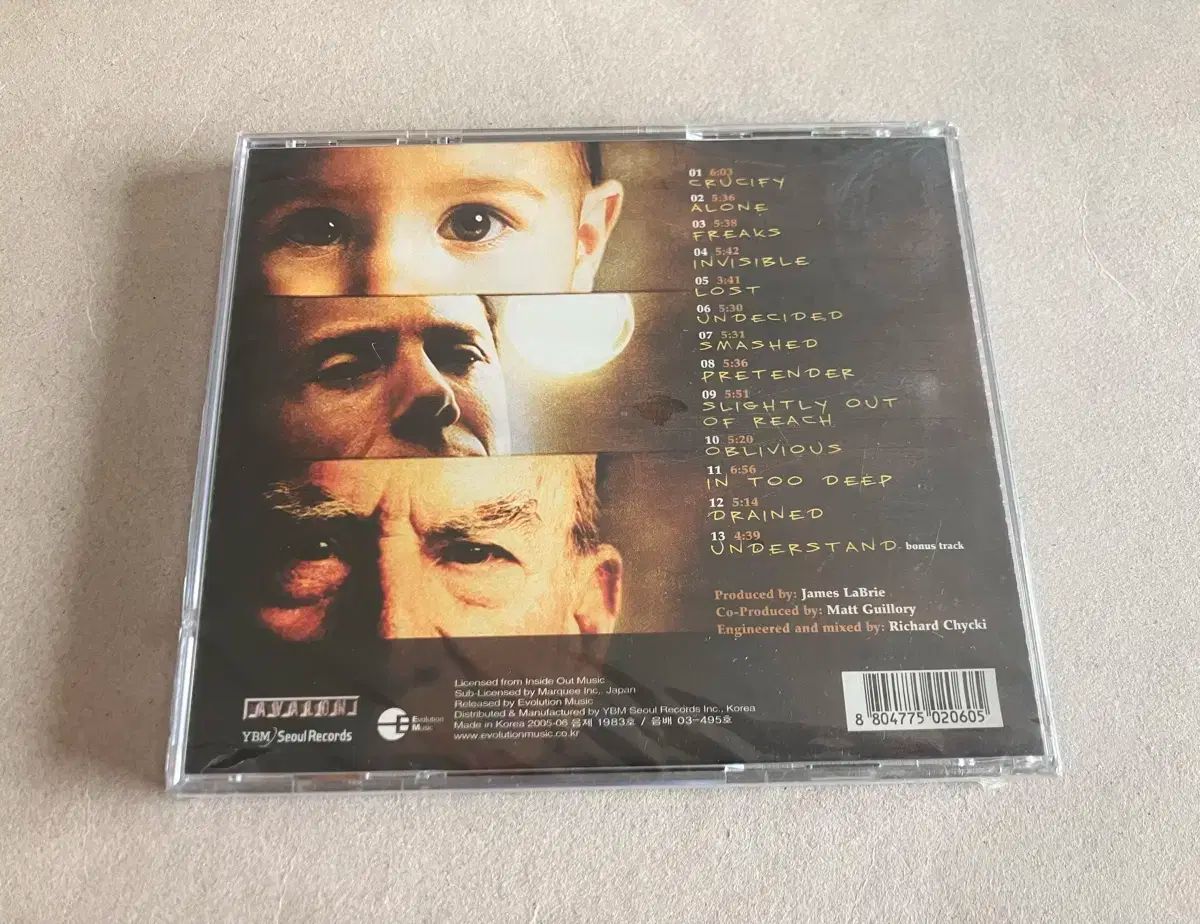 01 6:03
CRUCIFY
02 5:36
ALONE
03 5:38
FREAKS
04 5:42
INVISIBLE
05 3:41
LOST
06 5:30
UNDECIDED
07 5:31
SMASHED
08 5:36
PRETENDER
09 5:51
SLIGHTLY OUT
OF REACH
10 5:20
OBLIVIOUS
11 6:56
IN TOO DEEP
12 5:14
DRAINED
13 4:39
UNDERSTAND - bonus track
Produced by: James LaBrie
Co-Produced by: Matt Guillory
Engineered and mixed by: Richard Chycki
Licensed from Inside Out Music
Sub-Licensed by Marquee Inc,. Japan
Released by Evolution Music
Distributed & Manufactured by YBM Seoul Records Inc., Korea
Made in Korea 2005-06 음제 1983호 / 음배 03-495호
www.evolutionmusic.co.kr
AVALON
YBM Seoul Records
Evolution
Music
8 804775 020605